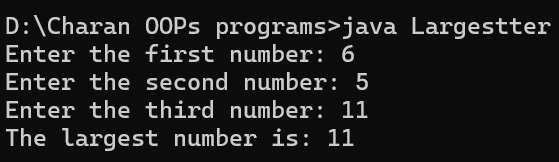 D:\Charan OOPs programs>java Largestter
Enter the first number: 6
Enter the second number: 5
Enter the third number: 11
The largest number is: 11